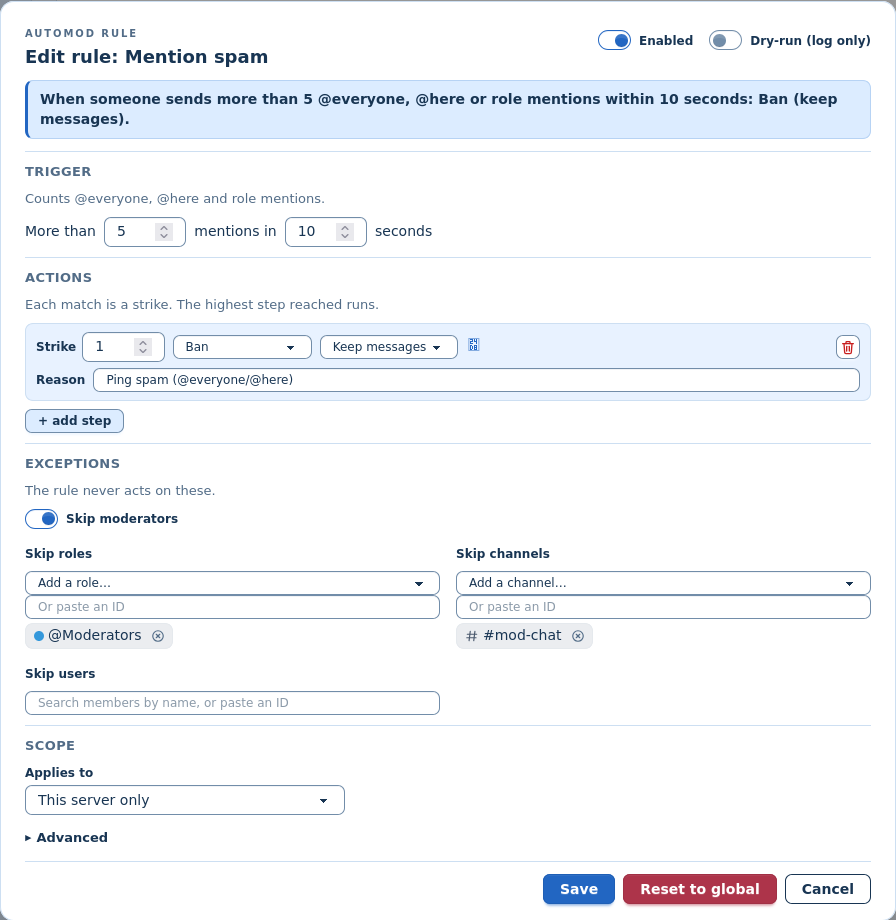 AUTOMOD RULE
Edit rule: Mention spam
Enabled
Dry-run (log only)
When someone sends more than 5 @everyone, @here or role mentions within 10 seconds: Ban (keep
messages).
TRIGGER
Counts @everyone, @here and role mentions.
More than 5 mentions in 10 seconds
ACTIONS
Each match is a strike. The highest step reached runs.
Strike 1 Ban Keep messages
Reason Ping spam (@everyone/@here)
+ add step
EXCEPTIONS
The rule never acts on these.
Skip moderators
Skip roles
Add a role...
Or paste an ID
@Moderators
Skip channels
Add a channel...
Or paste an ID
#mod-chat
Skip users
Search members by name, or paste an ID
SCOPE
Applies to
This server only
Advanced
Save
Reset to global
Cancel